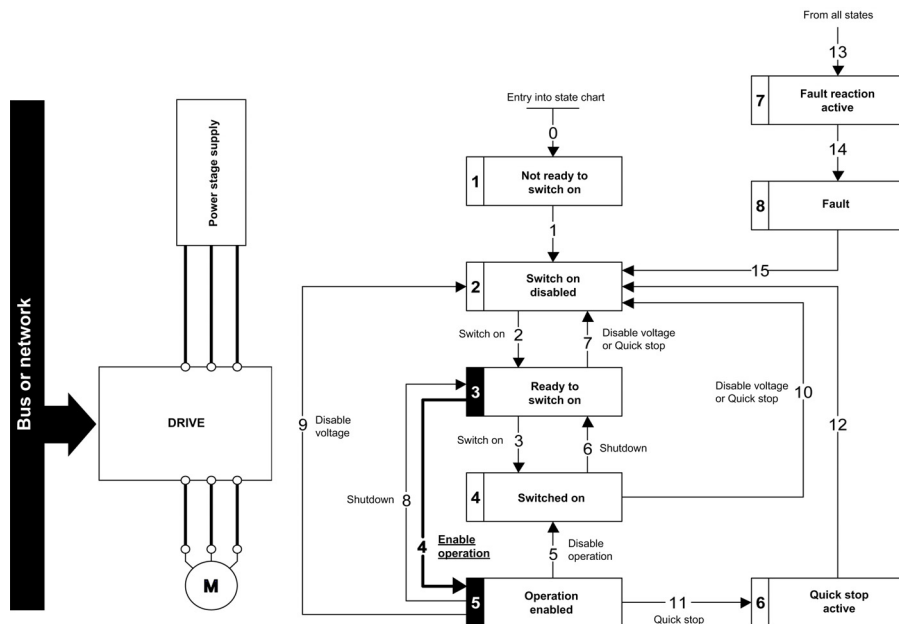 From all states
13
7
Fault reaction
active
14
8
Fault
15
Entry into state chart
0
1
Not ready to
switch on
1
2
Switch on
disabled
Switch on
2
7
Disable voltage
or Quick stop
3
Ready to
switch on
Switch on
3
6
Shutdown
4
Switched on
Disable voltage
or Quick stop
10
12
9
Disable
voltage
Shutdown
8
4
Enable
operation
5
Disable
operation
5
Operation
enabled
11
Quick stop
6
Quick stop
active
Bus or network
Power stage supply
DRIVE
M